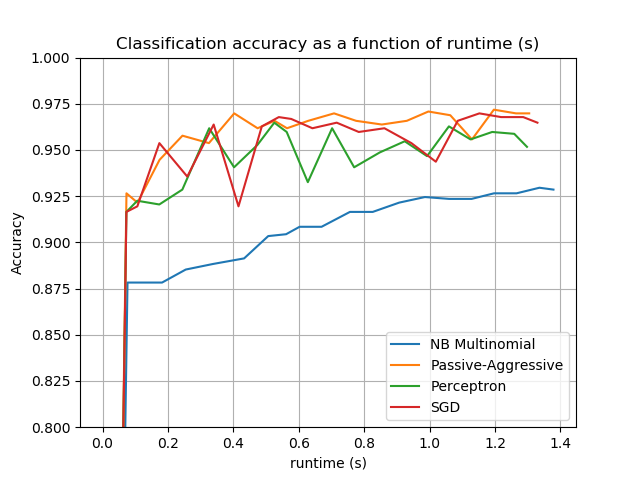 Classification accuracy as a function of runtime (s)
1.000
0.975
0.950
0.925
0.900
0.875
0.850
0.825
0.800
Accuracy
NB Multinomial
Passive-Aggressive
Perceptron
SGD
0.0 0.2 0.4 0.6 0.8 1.0 1.2 1.4
runtime (s)